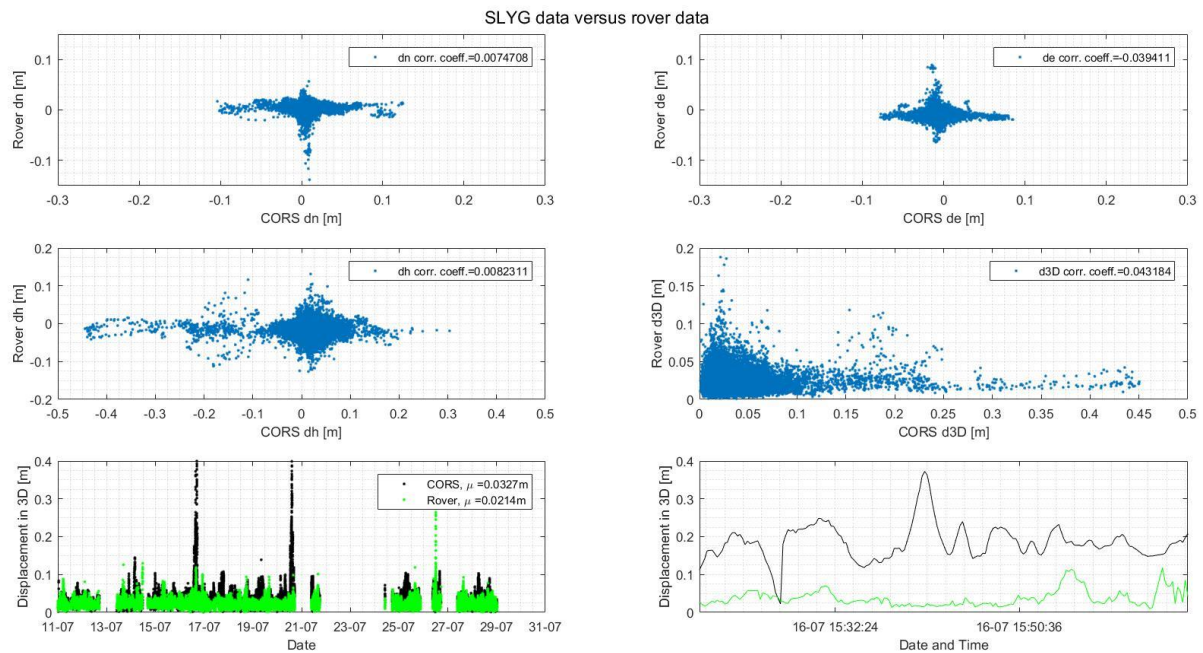 SLYG data versus rover data
0.1
0
-0.1
Rover dn [m]
dn corr. coeff.=0.0074708
-0.3 -0.2 -0.1 0 0.1 0.2 0.3
CORS dn [m]
0.1
0
-0.1
Rover de [m]
de corr. coeff.=-0.039411
-0.3 -0.2 -0.1 0 0.1 0.2 0.3
CORS de [m]
0.2
0.1
0
-0.1
-0.2
Rover dh [m]
dh corr. coeff.=0.0082311
-0.5 -0.4 -0.3 -0.2 -0.1 0 0.1 0.2 0.3 0.4 0.5
CORS dh [m]
0.2
0.15
0.1
0.05
0
Rover d3D [m]
d3D corr. coeff.=0.043184
0 0.05 0.1 0.15 0.2 0.25 0.3 0.35 0.4 0.45 0.5
CORS d3D [m]
0.4
0.3
0.2
0.1
0
Displacement in 3D [m]
CORS, μ =0.0327m
Rover, μ =0.0214m
11-07 13-07 15-07 17-07 19-07 21-07 23-07 25-07 27-07 29-07 31-07
Date
0.4
0.3
0.2
0.1
0
Displacement in 3D [m]
16-07 15:32:24 16-07 15:50:36
Date and Time